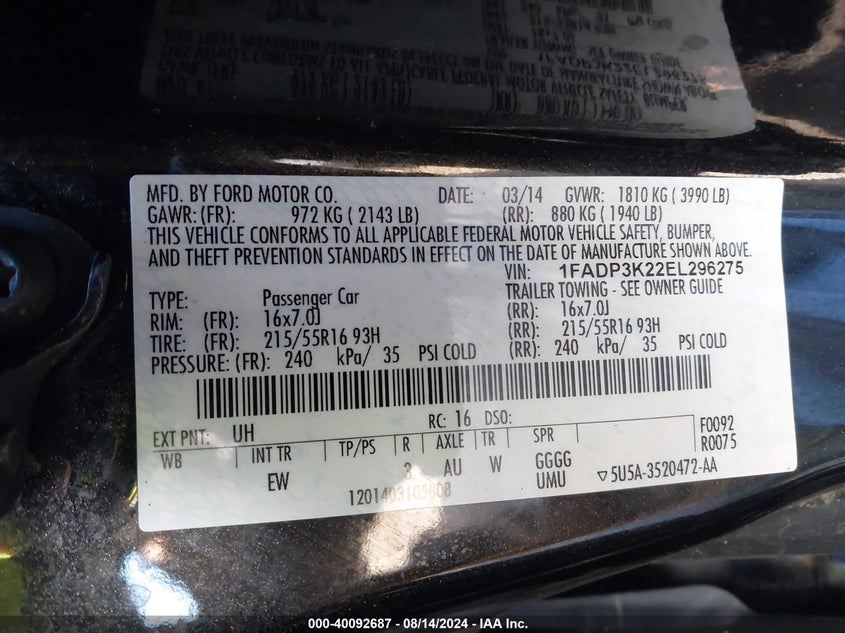 MFD. BY FORD MOTOR CO. DATE: 03/14 GVWR: 1810 KG ( 3990 LB)
GAWR: (FR): 972 KG ( 2143 LB) (RR): 880 KG ( 1940 LB)
THIS VEHICLE CONFORMS TO ALL APPLICABLE FEDERAL MOTOR VEHICLE SAFETY, BUMPER,
AND THEFT PREVENTION STANDARDS IN EFFECT ON THE DATE OF MANUFACTURE SHOWN ABOVE.
VIN: 1FADP3K22EL296275
TYPE: Passenger Car TRAILER TOWING - SEE OWNER GUIDE
RIM: (FR): 16x7.0J (RR): 16x7.0J
TIRE: (FR): 215/55R16 93H (RR): 215/55R16 93H
PRESSURE: (FR): 240 kPa/ 35 PSI COLD (RR): 240 kPa/ 35 PSI COLD
EXT PNT: UH RC: 16 DSO: F0092
WB INT TR TP/PS R AXLE TR SPR R0075
EW 3 AU W GGGG
UMU ▽5U5A-3520472-AA
000-40092687 - 08/14/2024 - IAA Inc.